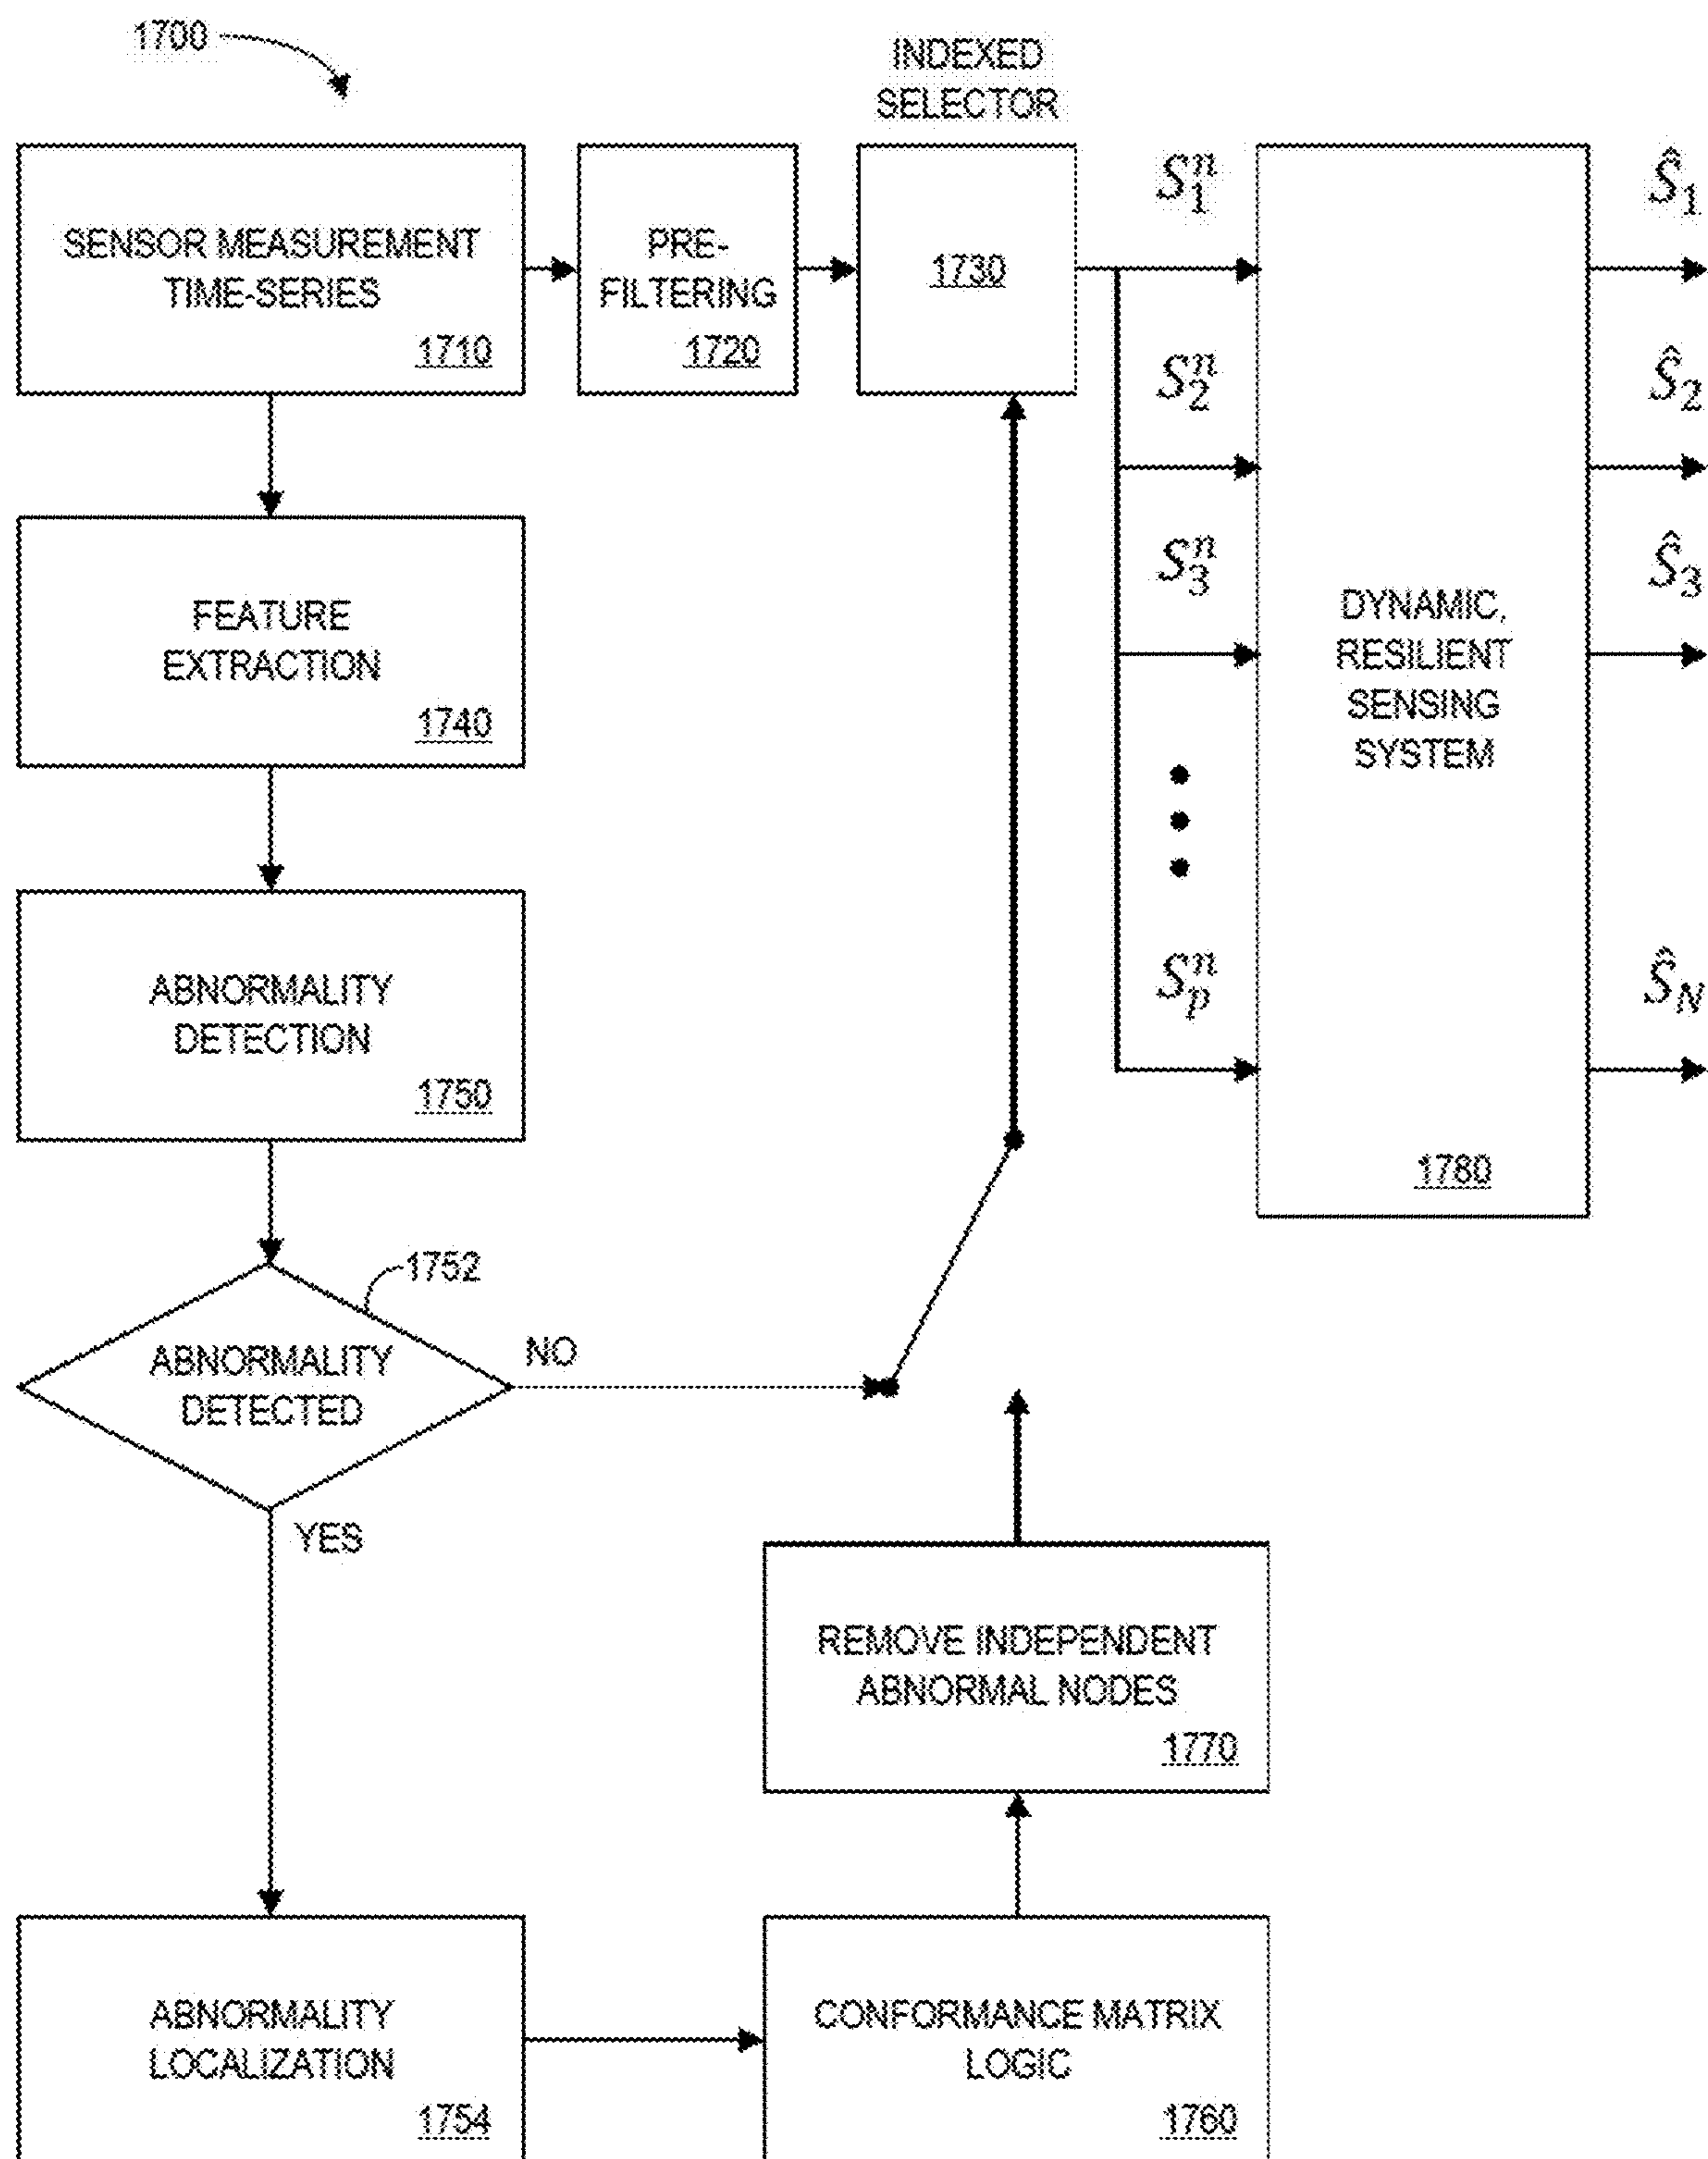 1700
INDEXED
SELECTOR
SENSOR MEASUREMENT
TIME-SERIES
1710
PRE-
FILTERING
1720
1730
S₁ⁿ
S₂ⁿ
S₃ⁿ
Sₚⁿ
DYNAMIC,
RESILIENT
SENSING
SYSTEM
1780
Ŝ₁
Ŝ₂
Ŝ₃
Ŝ_N
FEATURE
EXTRACTION
1740
ABNORMALITY
DETECTION
1750
1752
ABNORMALITY
DETECTED
NO
YES
REMOVE INDEPENDENT
ABNORMAL NODES
1770
ABNORMALITY
LOCALIZATION
1754
CONFORMANCE MATRIX
LOGIC
1760